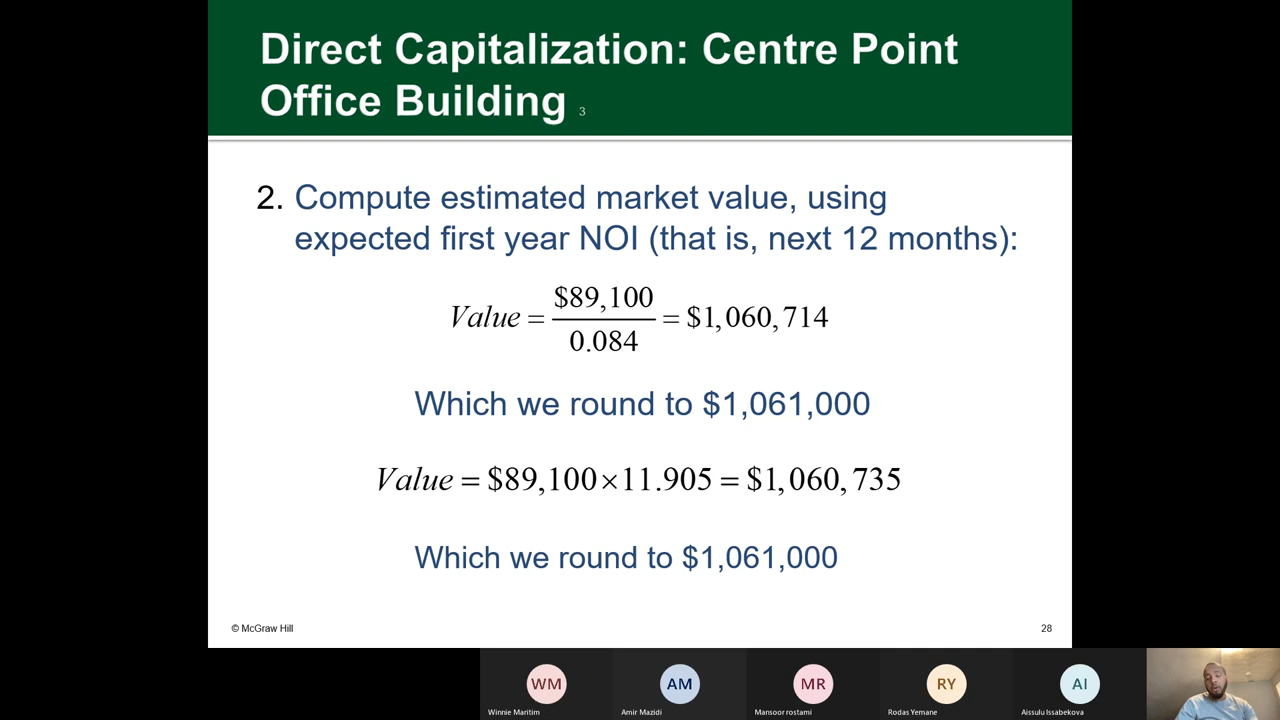 Direct Capitalization: Centre Point
Office Building 3
2. Compute estimated market value, using
expected first year NOI (that is, next 12 months):
Value = $89,100 / 0.084 = $1,060,714
Which we round to $1,061,000
Value = $89,100 × 11.905 = $1,060,735
Which we round to $1,061,000
© McGraw Hill
28
WM
AM
MR
RY
AI
Winnie Maritim
Amir Mazidi
Mansoor rostami
Rodas Yemane
Aissulu Issabekova